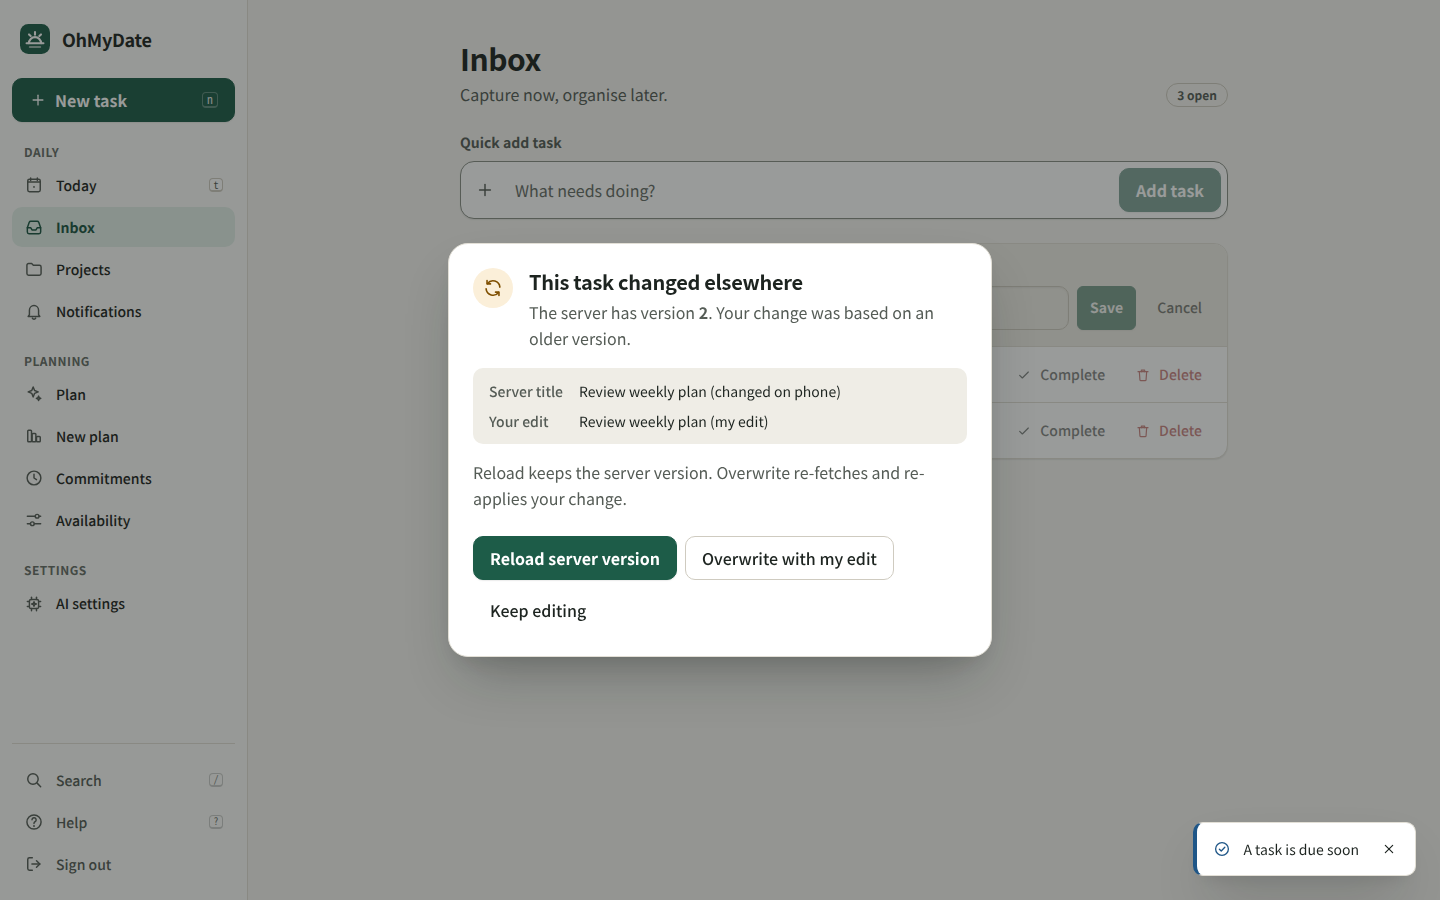 OhMyDate
New task
n
DAILY
Today
t
Inbox
Projects
Notifications
PLANNING
Plan
New plan
Commitments
Availability
SETTINGS
AI settings
Search
/
Help
?
Sign out
Inbox
Capture now, organise later.
3 open
Quick add task
What needs doing?
Add task
Save
Cancel
Complete
Delete
Complete
Delete
This task changed elsewhere
The server has version 2. Your change was based on an
older version.
Server title Review weekly plan (changed on phone)
Your edit Review weekly plan (my edit)
Reload keeps the server version. Overwrite re-fetches and re-
applies your change.
Reload server version
Overwrite with my edit
Keep editing
A task is due soon